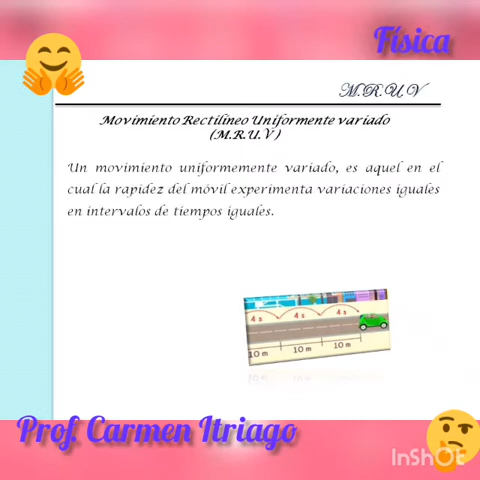 Física
M.R.U.V
Movimiento Rectilíneo Uniformente variado
(M.R.U.V)
Un movimiento uniformemente variado, es aquel en el
cual la rapidez del móvil experimenta variaciones iguales
en intervalos de tiempos iguales.
4 s 4 s 4 s
10 m 10 m 10 m
Prof. Carmen Itriago
InShOt